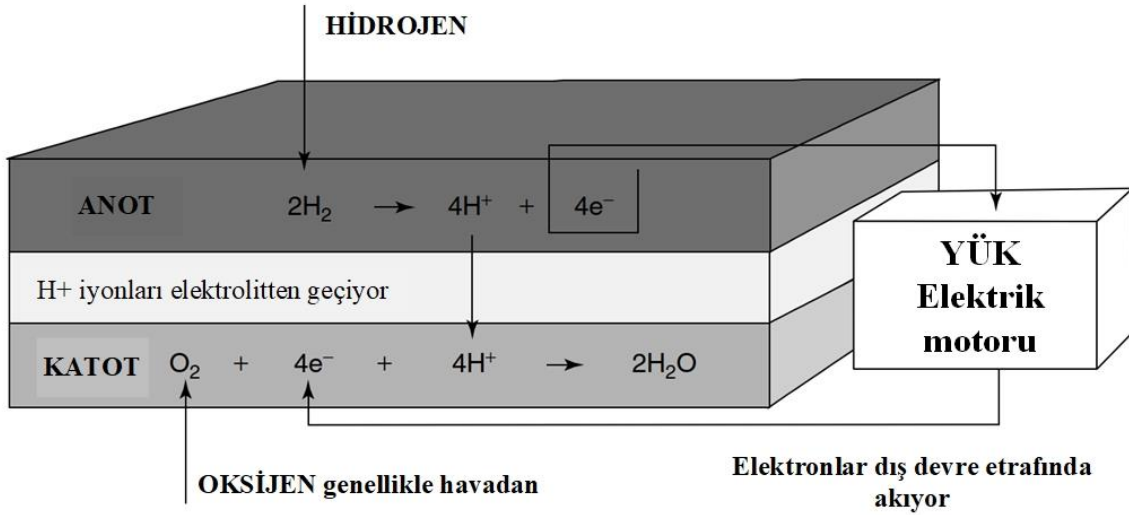 HİDROJEN
ANOT 2H₂ → 4H⁺ + 4e⁻
H+ iyonları elektrolitten geçiyor
KATOT O₂ + 4e⁻ + 4H⁺ → 2H₂O
YÜK
Elektrik
motoru
OKSİJEN genellikle havadan
Elektronlar dış devre etrafında
akıyor